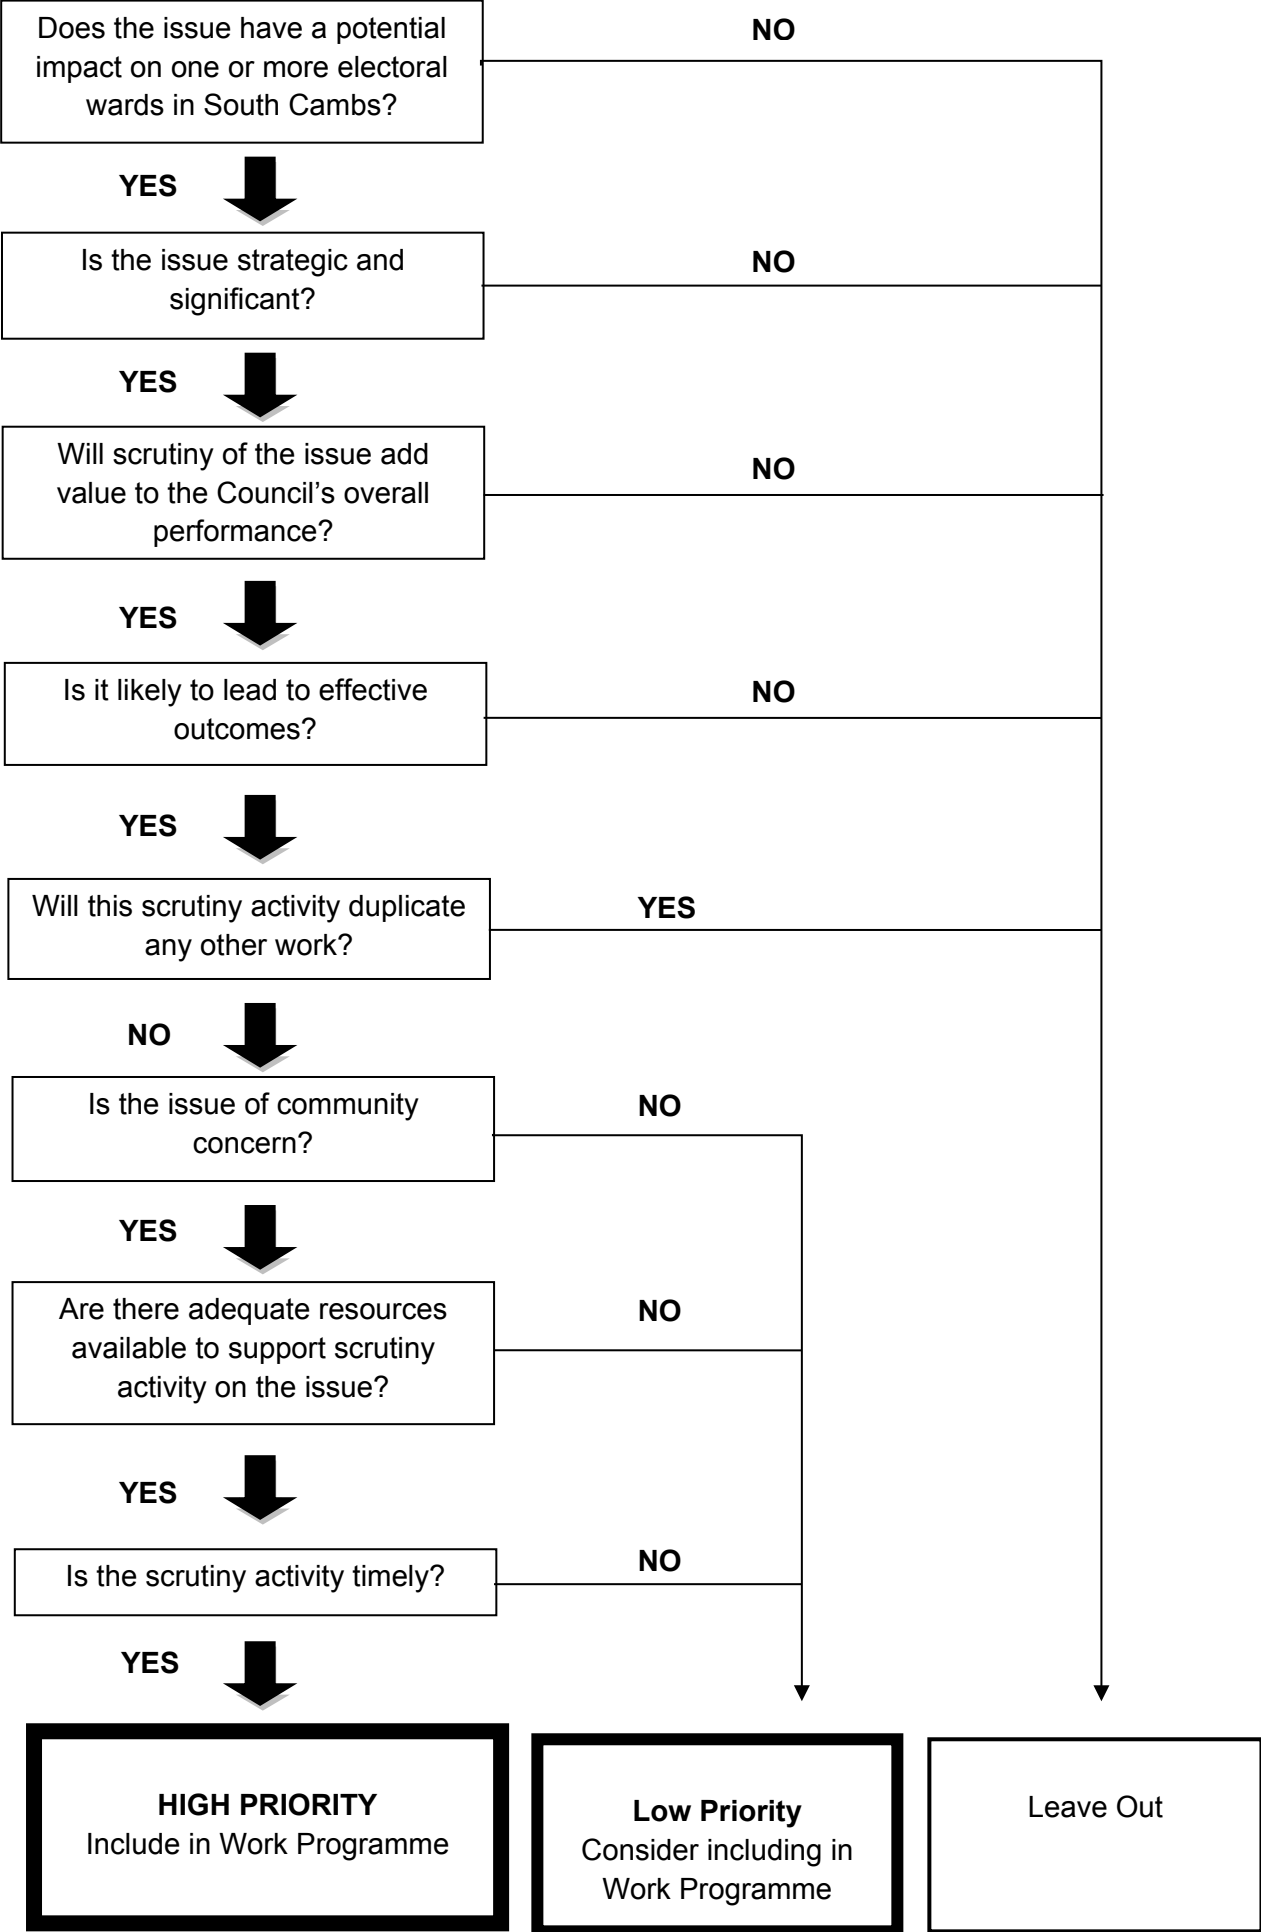 Does the issue have a potential
impact on one or more electoral
wards in South Cambs?
NO
YES
Is the issue strategic and
significant?
NO
YES
Will scrutiny of the issue add
value to the Council’s overall
performance?
NO
YES
Is it likely to lead to effective
outcomes?
NO
YES
Will this scrutiny activity duplicate
any other work?
YES
NO
Is the issue of community
concern?
NO
YES
Are there adequate resources
available to support scrutiny
activity on the issue?
NO
YES
Is the scrutiny activity timely?
NO
YES
HIGH PRIORITY
Include in Work Programme
Low Priority
Consider including in
Work Programme
Leave Out